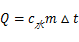 Q = c水m △ t